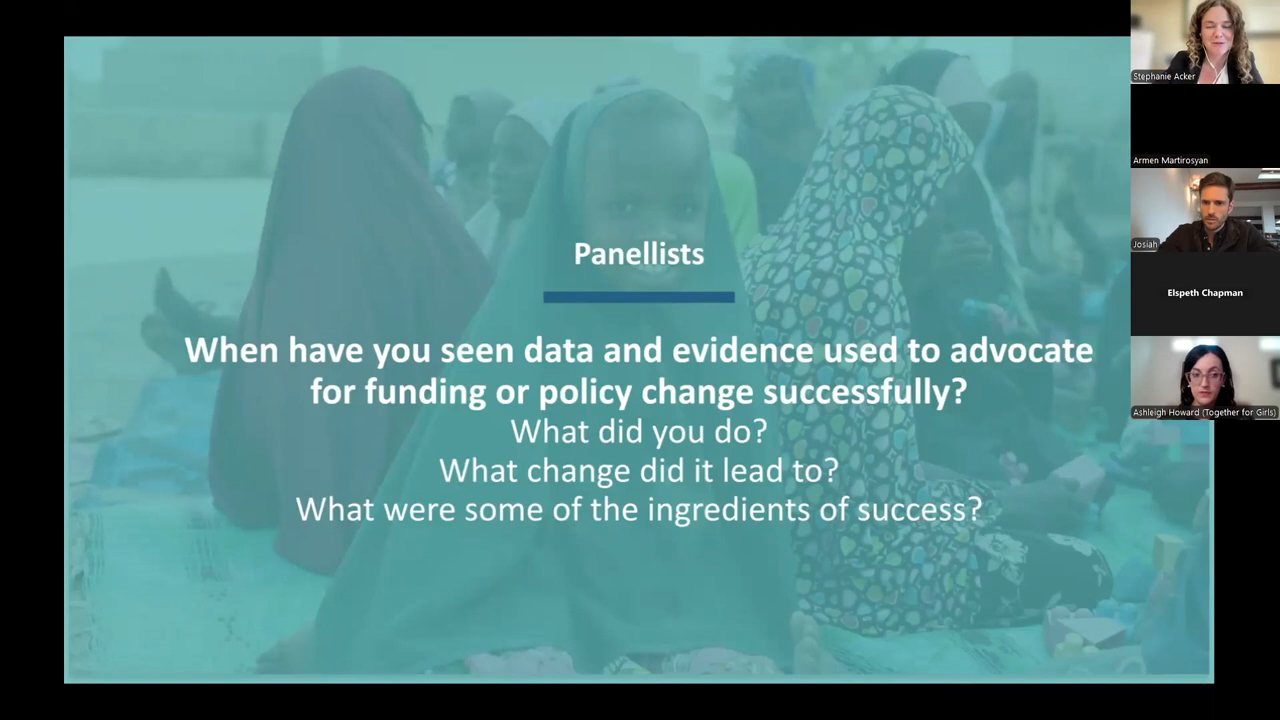 Panellists
When have you seen data and evidence used to advocate
for funding or policy change successfully?
What did you do?
What change did it lead to?
What were some of the ingredients of success?
Stephanie Acker
Armen Martirosyan
Josiah
Elspeth Chapman
Ashleigh Howard (Together for Girls)